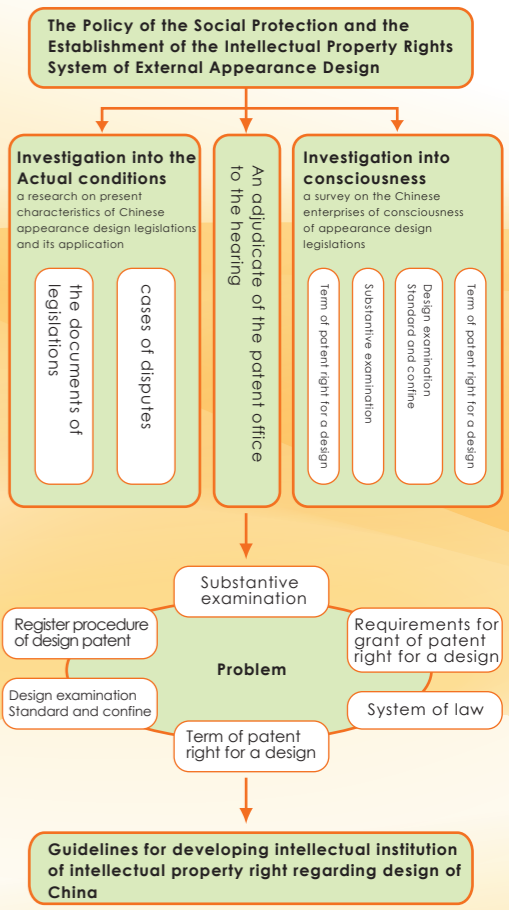 The Policy of the Social Protection and the
Establishment of the Intellectual Property Rights
System of External Appearance Design
Investigation into the
Actual conditions
a research on present
characteristics of Chinese
appearance design legislations
and its application
the documents of
legislations
cases of disputes
An adjudicate of the patent office
to the hearing
Investigation into
consciousness
a survey on the Chinese
enterprises of consciousness
of appearance design
legislations
Term of patent right for a design
Substantive examination
Design examination
Standard and confine
Term of patent right for a design
Substantive
examination
Register procedure
of design patent
Requirements for
grant of patent
right for a design
Problem
Design examination
Standard and confine
System of law
Term of patent
right for a design
Guidelines for developing intellectual institution
of intellectual property right regarding design of
China